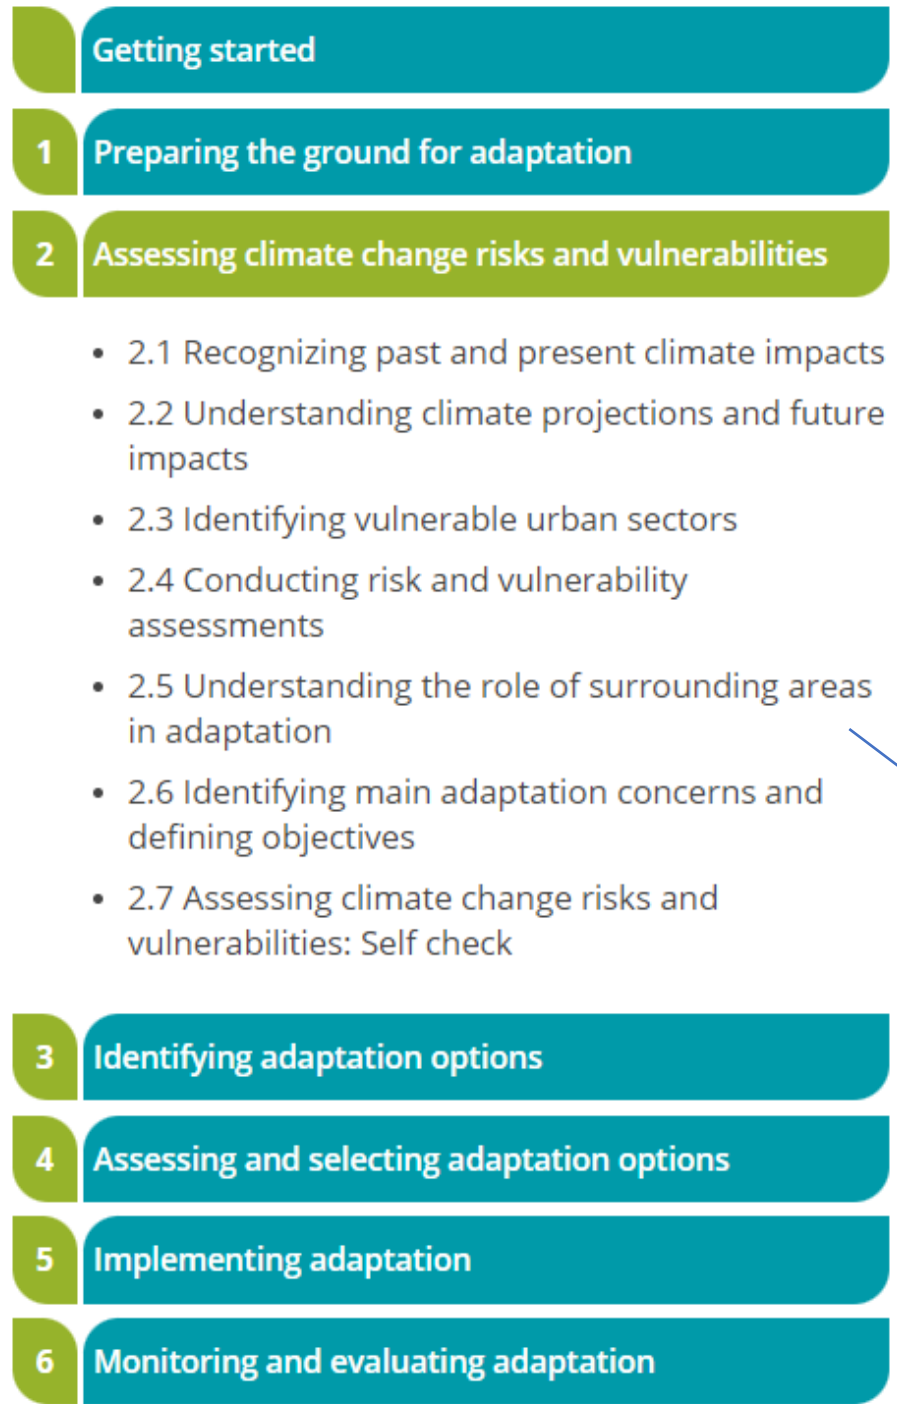 Getting started
1 Preparing the ground for adaptation
2 Assessing climate change risks and vulnerabilities
• 2.1 Recognizing past and present climate impacts
• 2.2 Understanding climate projections and future
impacts
• 2.3 Identifying vulnerable urban sectors
• 2.4 Conducting risk and vulnerability
assessments
• 2.5 Understanding the role of surrounding areas
in adaptation
• 2.6 Identifying main adaptation concerns and
defining objectives
• 2.7 Assessing climate change risks and
vulnerabilities: Self check
3 Identifying adaptation options
4 Assessing and selecting adaptation options
5 Implementing adaptation
6 Monitoring and evaluating adaptation